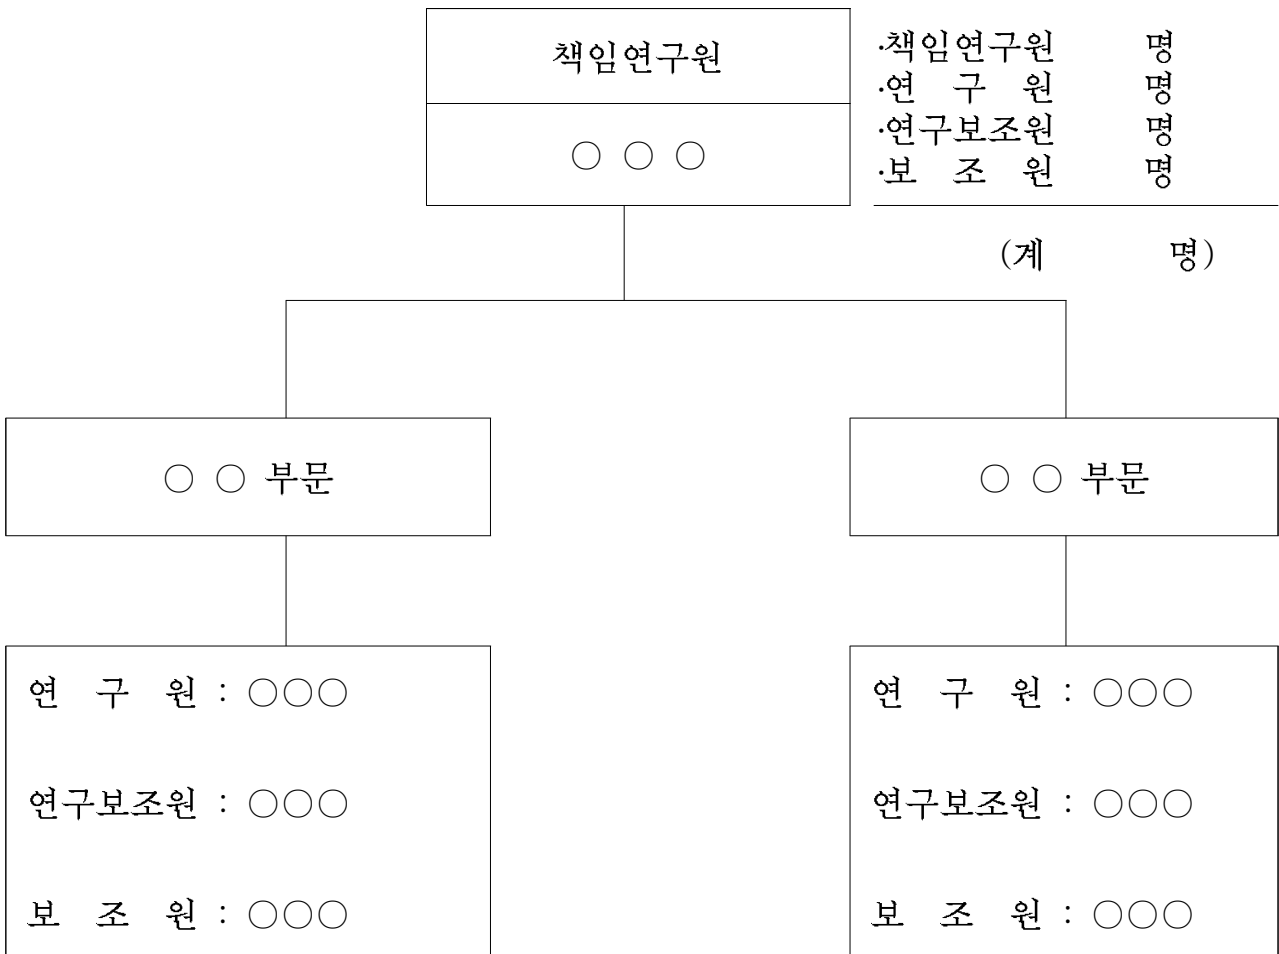 책임연구원
○ ○ ○
·책임연구원 명
·연 구 원 명
·연구보조원 명
·보 조 원 명
(계 명)
○ ○ 부문
○ ○ 부문
연 구 원 : ○○○
연구보조원 : ○○○
보 조 원 : ○○○
연 구 원 : ○○○
연구보조원 : ○○○
보 조 원 : ○○○